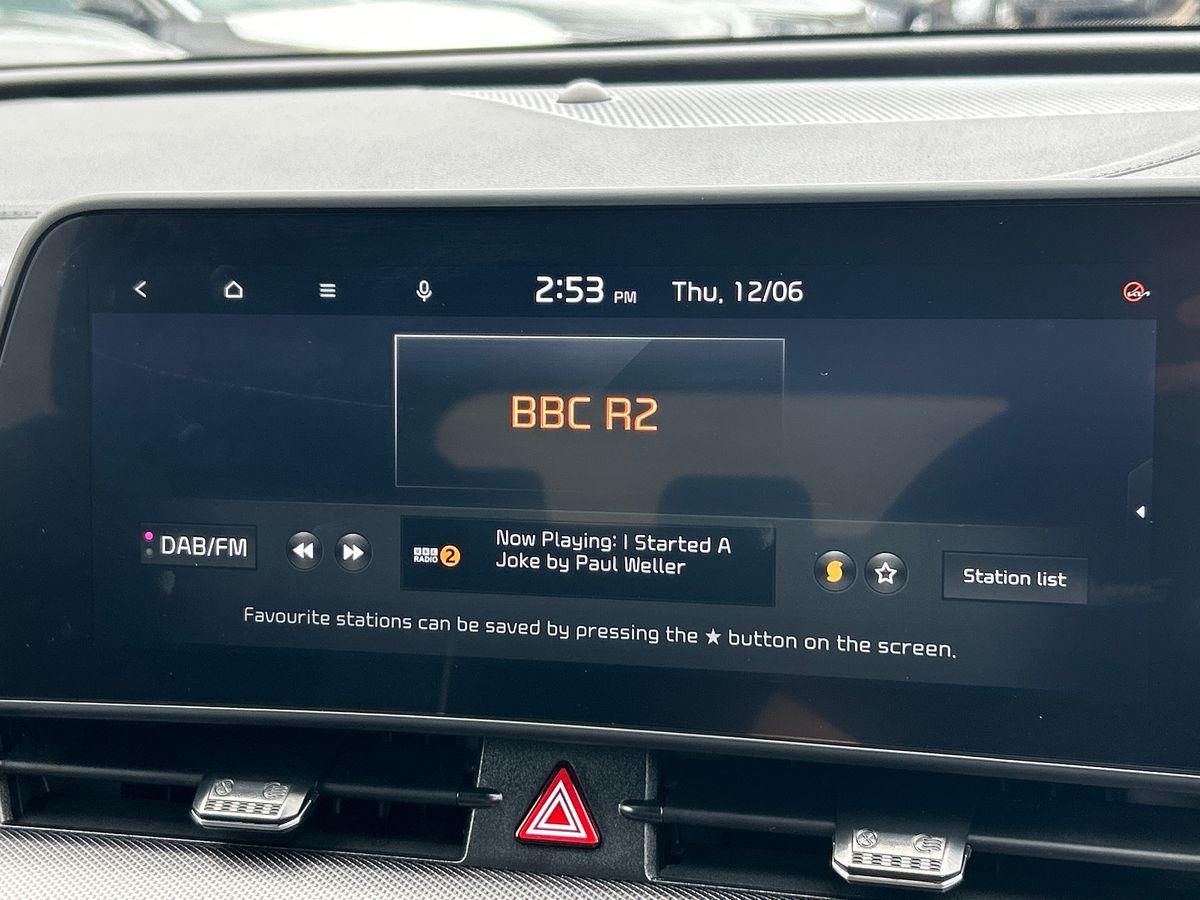 2:53 PM Thu, 12/06
BBC R2
DAB/FM
BBC RADIO 2
Now Playing: I Started A
Joke by Paul Weller
Station list
Favourite stations can be saved by pressing the ★ button on the screen.